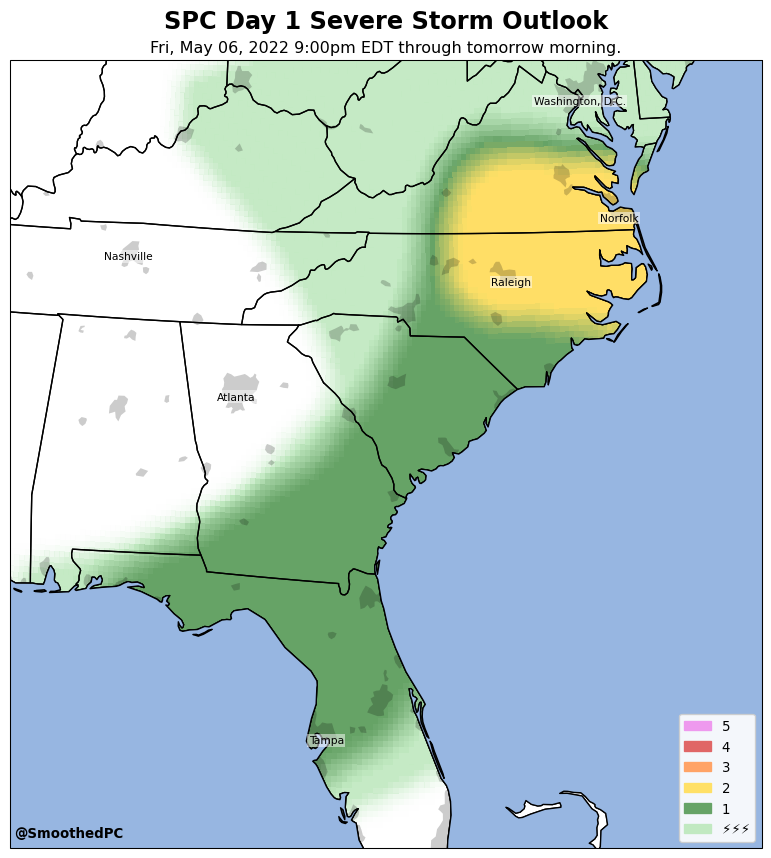 SPC Day 1 Severe Storm Outlook
Fri, May 06, 2022 9:00pm EDT through tomorrow morning.
Washington, D.C.
Norfolk
Nashville
Raleigh
Atlanta
Tampa
5
4
3
2
1
⚡⚡⚡
@SmoothedPC